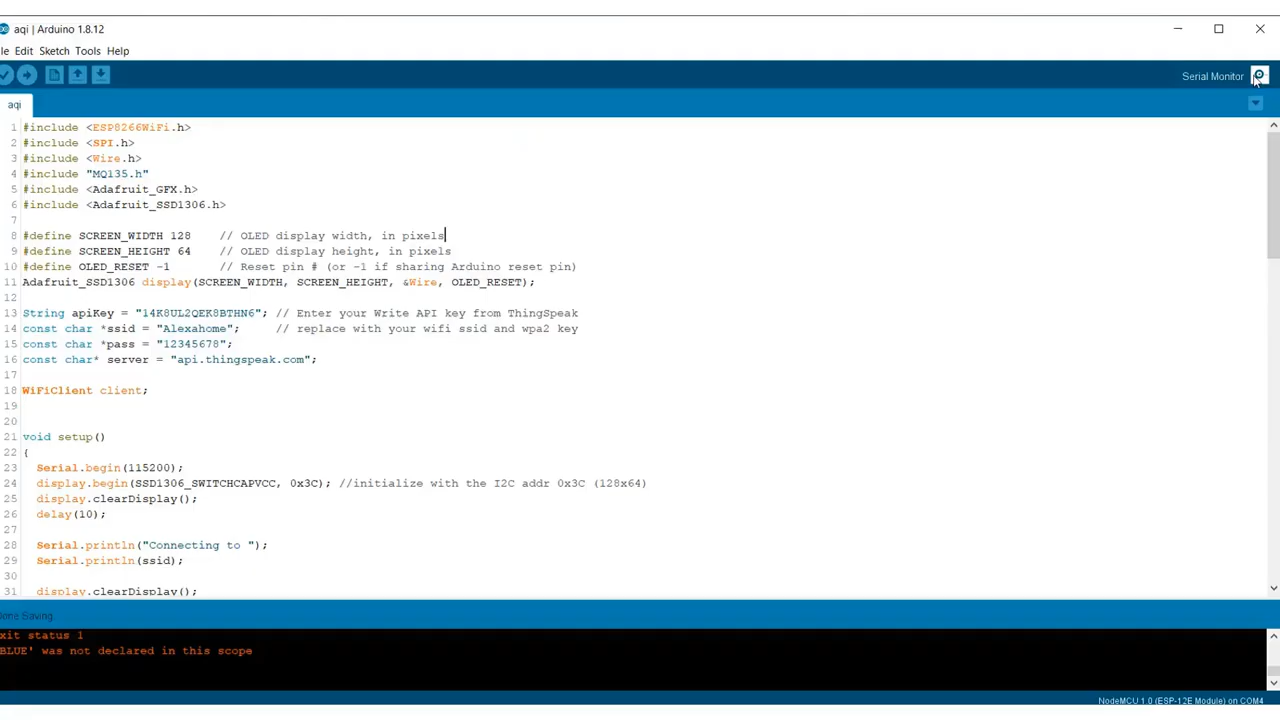 aqi | Arduino 1.8.12
le Edit Sketch Tools Help
Serial Monitor
aqi
1 #include <ESP8266WiFi.h>
2 #include <SPI.h>
3 #include <Wire.h>
4 #include "MQ135.h"
5 #include <Adafruit_GFX.h>
6 #include <Adafruit_SSD1306.h>
7
8 #define SCREEN_WIDTH 128    // OLED display width, in pixels
9 #define SCREEN_HEIGHT 64    // OLED display height, in pixels
10 #define OLED_RESET -1       // Reset pin # (or -1 if sharing Arduino reset pin)
11 Adafruit_SSD1306 display(SCREEN_WIDTH, SCREEN_HEIGHT, &Wire, OLED_RESET);
12
13 String apiKey = "14K8UL2QEK8BTHN6"; // Enter your Write API key from ThingSpeak
14 const char *ssid = "Alexahome";     // replace with your wifi ssid and wpa2 key
15 const char *pass = "12345678";
16 const char* server = "api.thingspeak.com";
17
18 WiFiClient client;
19
20
21 void setup()
22 {
23   Serial.begin(115200);
24   display.begin(SSD1306_SWITCHCAPVCC, 0x3C); //initialize with the I2C addr 0x3C (128x64)
25   display.clearDisplay();
26   delay(10);
27
28   Serial.println("Connecting to ");
29   Serial.println(ssid);
30
31   display.clearDisplay();
one Saving
xit status 1
BLUE' was not declared in this scope
NodeMCU 1.0 (ESP-12E Module) on COM4